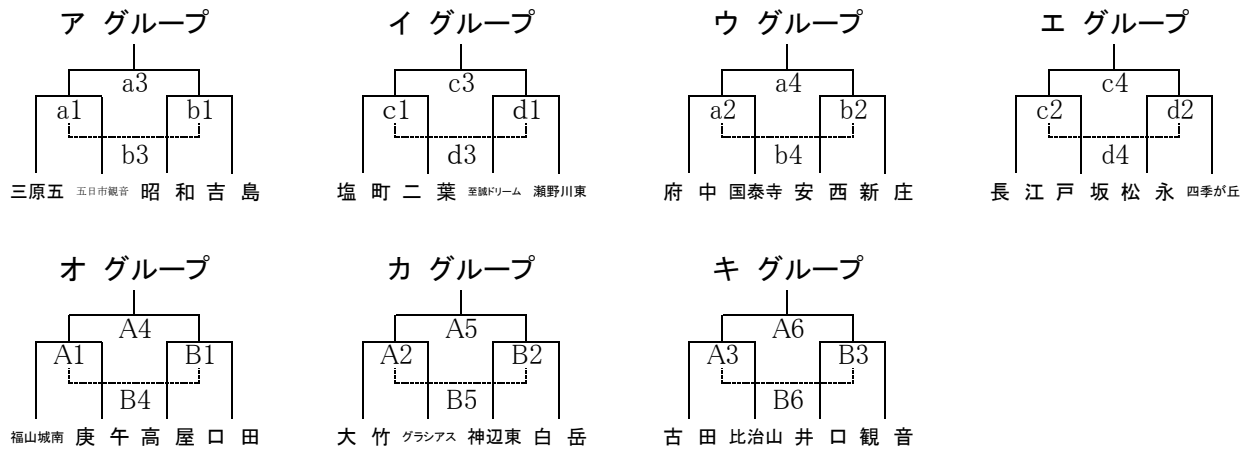 ア グループ イ グループ ウ グループ エ グループ
a3 c3 a4 c4
a1 b1 c1 d1 a2 b2 c2 d2
b3 d3 b4 d4
三原五 五日市観音 昭和 吉島 塩町 二葉 至誠ドリーム 瀬野川東 府中 国泰寺 安西 新庄 長江 戸坂 松永 四季が丘
オ グループ カ グループ キ グループ
A4 A5 A6
A1 B1 A2 B2 A3 B3
B4 B5 B6
福山城南 庚午 高屋 口田 大竹 グラシアス 神辺東 白岳 古田 比治山 井口 観音